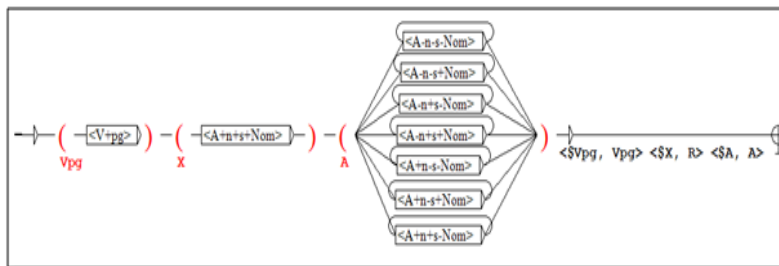 <A-n-s-Nom>
<A-n-s+Nom>
<A-n+s-Nom>
( <V+pg> ) ( <A+n+s+Nom> ) ( <A-n+s+Nom> )
Vpg X A <$Vpg, Vpg> <$X, R> <$A, A>
<A+n-s-Nom>
<A+n-s+Nom>
<A+n+s-Nom>